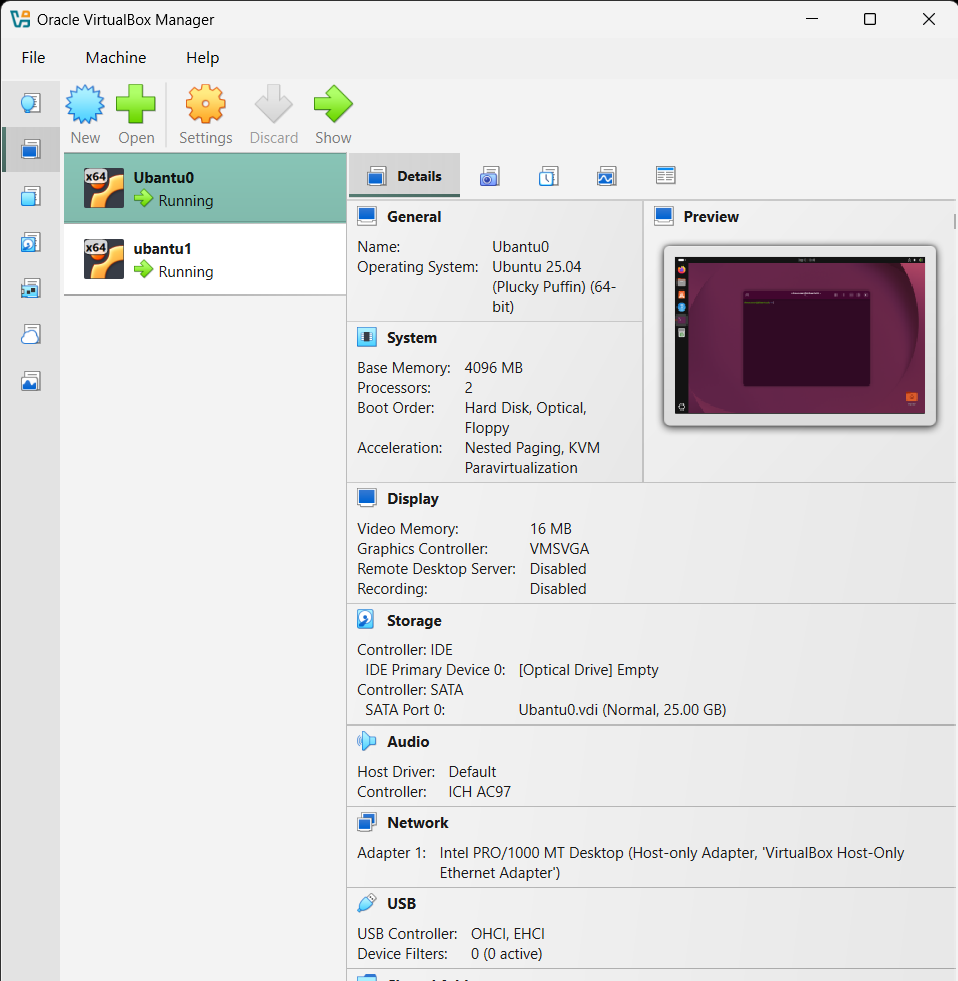 Oracle VirtualBox Manager
File Machine Help
New Open Settings Discard Show
x64 Ubantu0
Running
x64 ubantu1
Running
Details
General
Name: Ubantu0
Operating System: Ubuntu 25.04
(Plucky Puffin) (64-
bit)
Preview
System
Base Memory: 4096 MB
Processors: 2
Boot Order: Hard Disk, Optical,
Floppy
Acceleration: Nested Paging, KVM
Paravirtualization
Display
Video Memory: 16 MB
Graphics Controller: VMSVGA
Remote Desktop Server: Disabled
Recording: Disabled
Storage
Controller: IDE
IDE Primary Device 0: [Optical Drive] Empty
Controller: SATA
SATA Port 0: Ubantu0.vdi (Normal, 25.00 GB)
Audio
Host Driver: Default
Controller: ICH AC97
Network
Adapter 1: Intel PRO/1000 MT Desktop (Host-only Adapter, 'VirtualBox Host-Only
Ethernet Adapter')
USB
USB Controller: OHCI, EHCI
Device Filters: 0 (0 active)